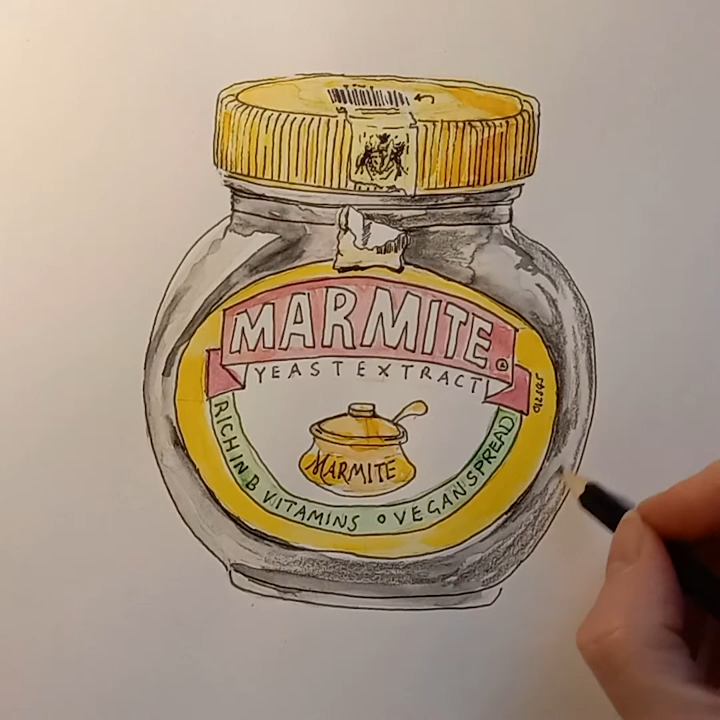 MARMITE
YEAST EXTRACT
MARMITE
RICH IN B VITAMINS
VEGAN SPREAD